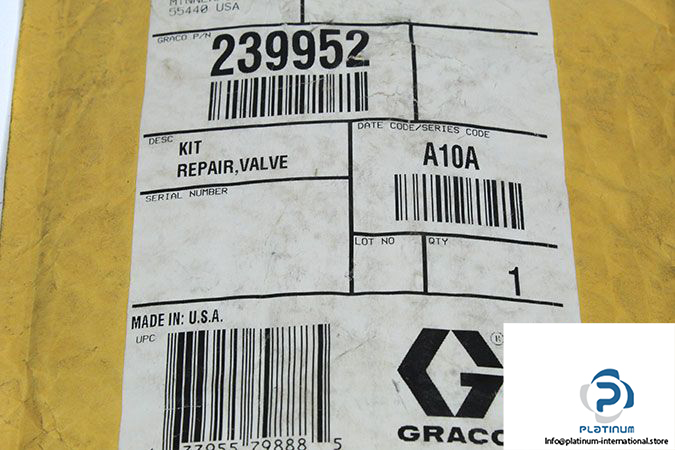 55440 USA
GRACO P/N
239952
DESC
KIT
REPAIR,VALVE
DATE CODE/SERIES CODE
A10A
SERIAL NUMBER
LOT NO
QTY
1
MADE IN: U.S.A.
UPC
33955 79888 5
®
GRACO
PLATINUM
Info@platinum-international.store